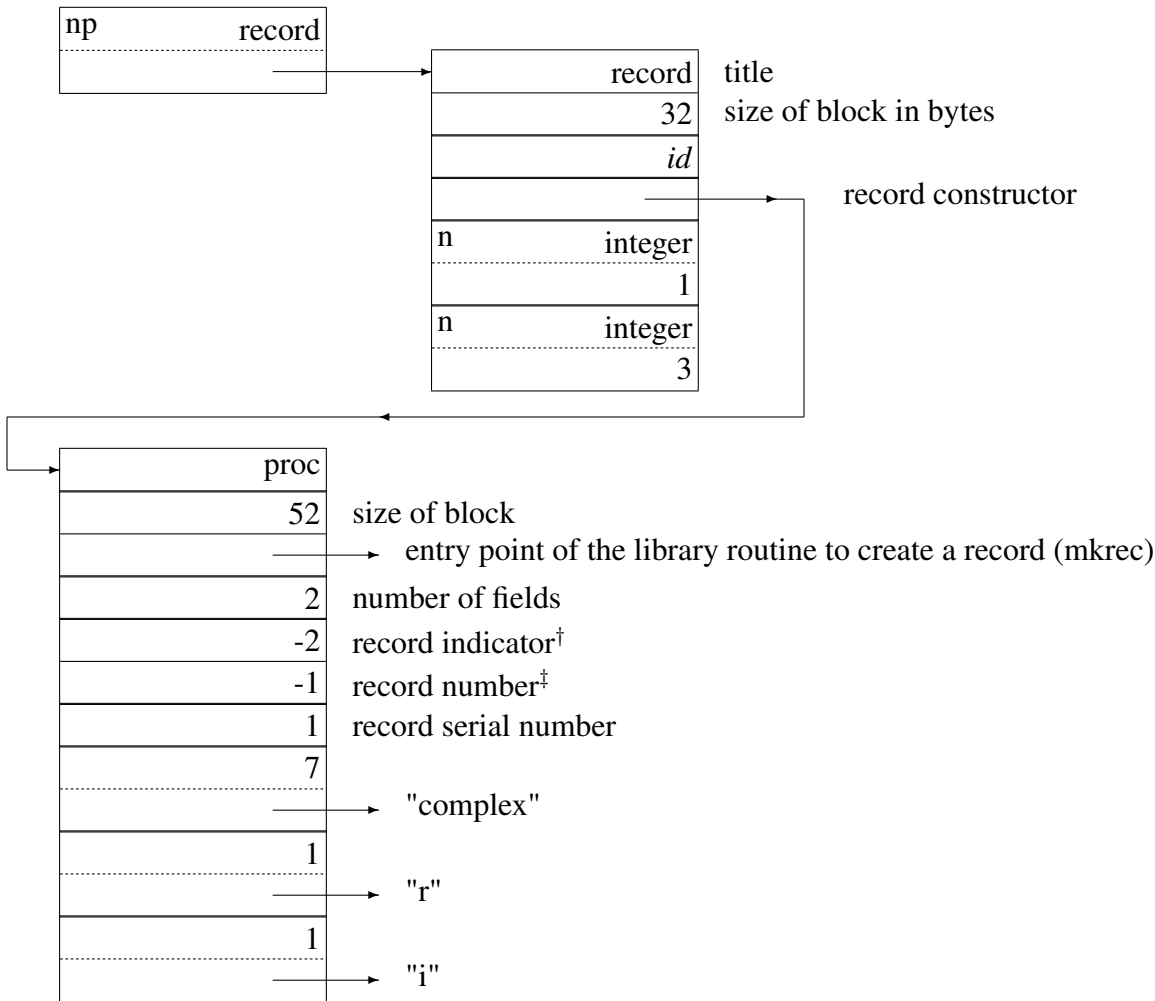 np record
record title
32 size of block in bytes
id
record constructor
n integer
1
n integer
3
proc
52 size of block
entry point of the library routine to create a record (mkrec)
2 number of fields
-2 record indicator†
-1 record number‡
1 record serial number
7
"complex"
1
"r"
1
"i"